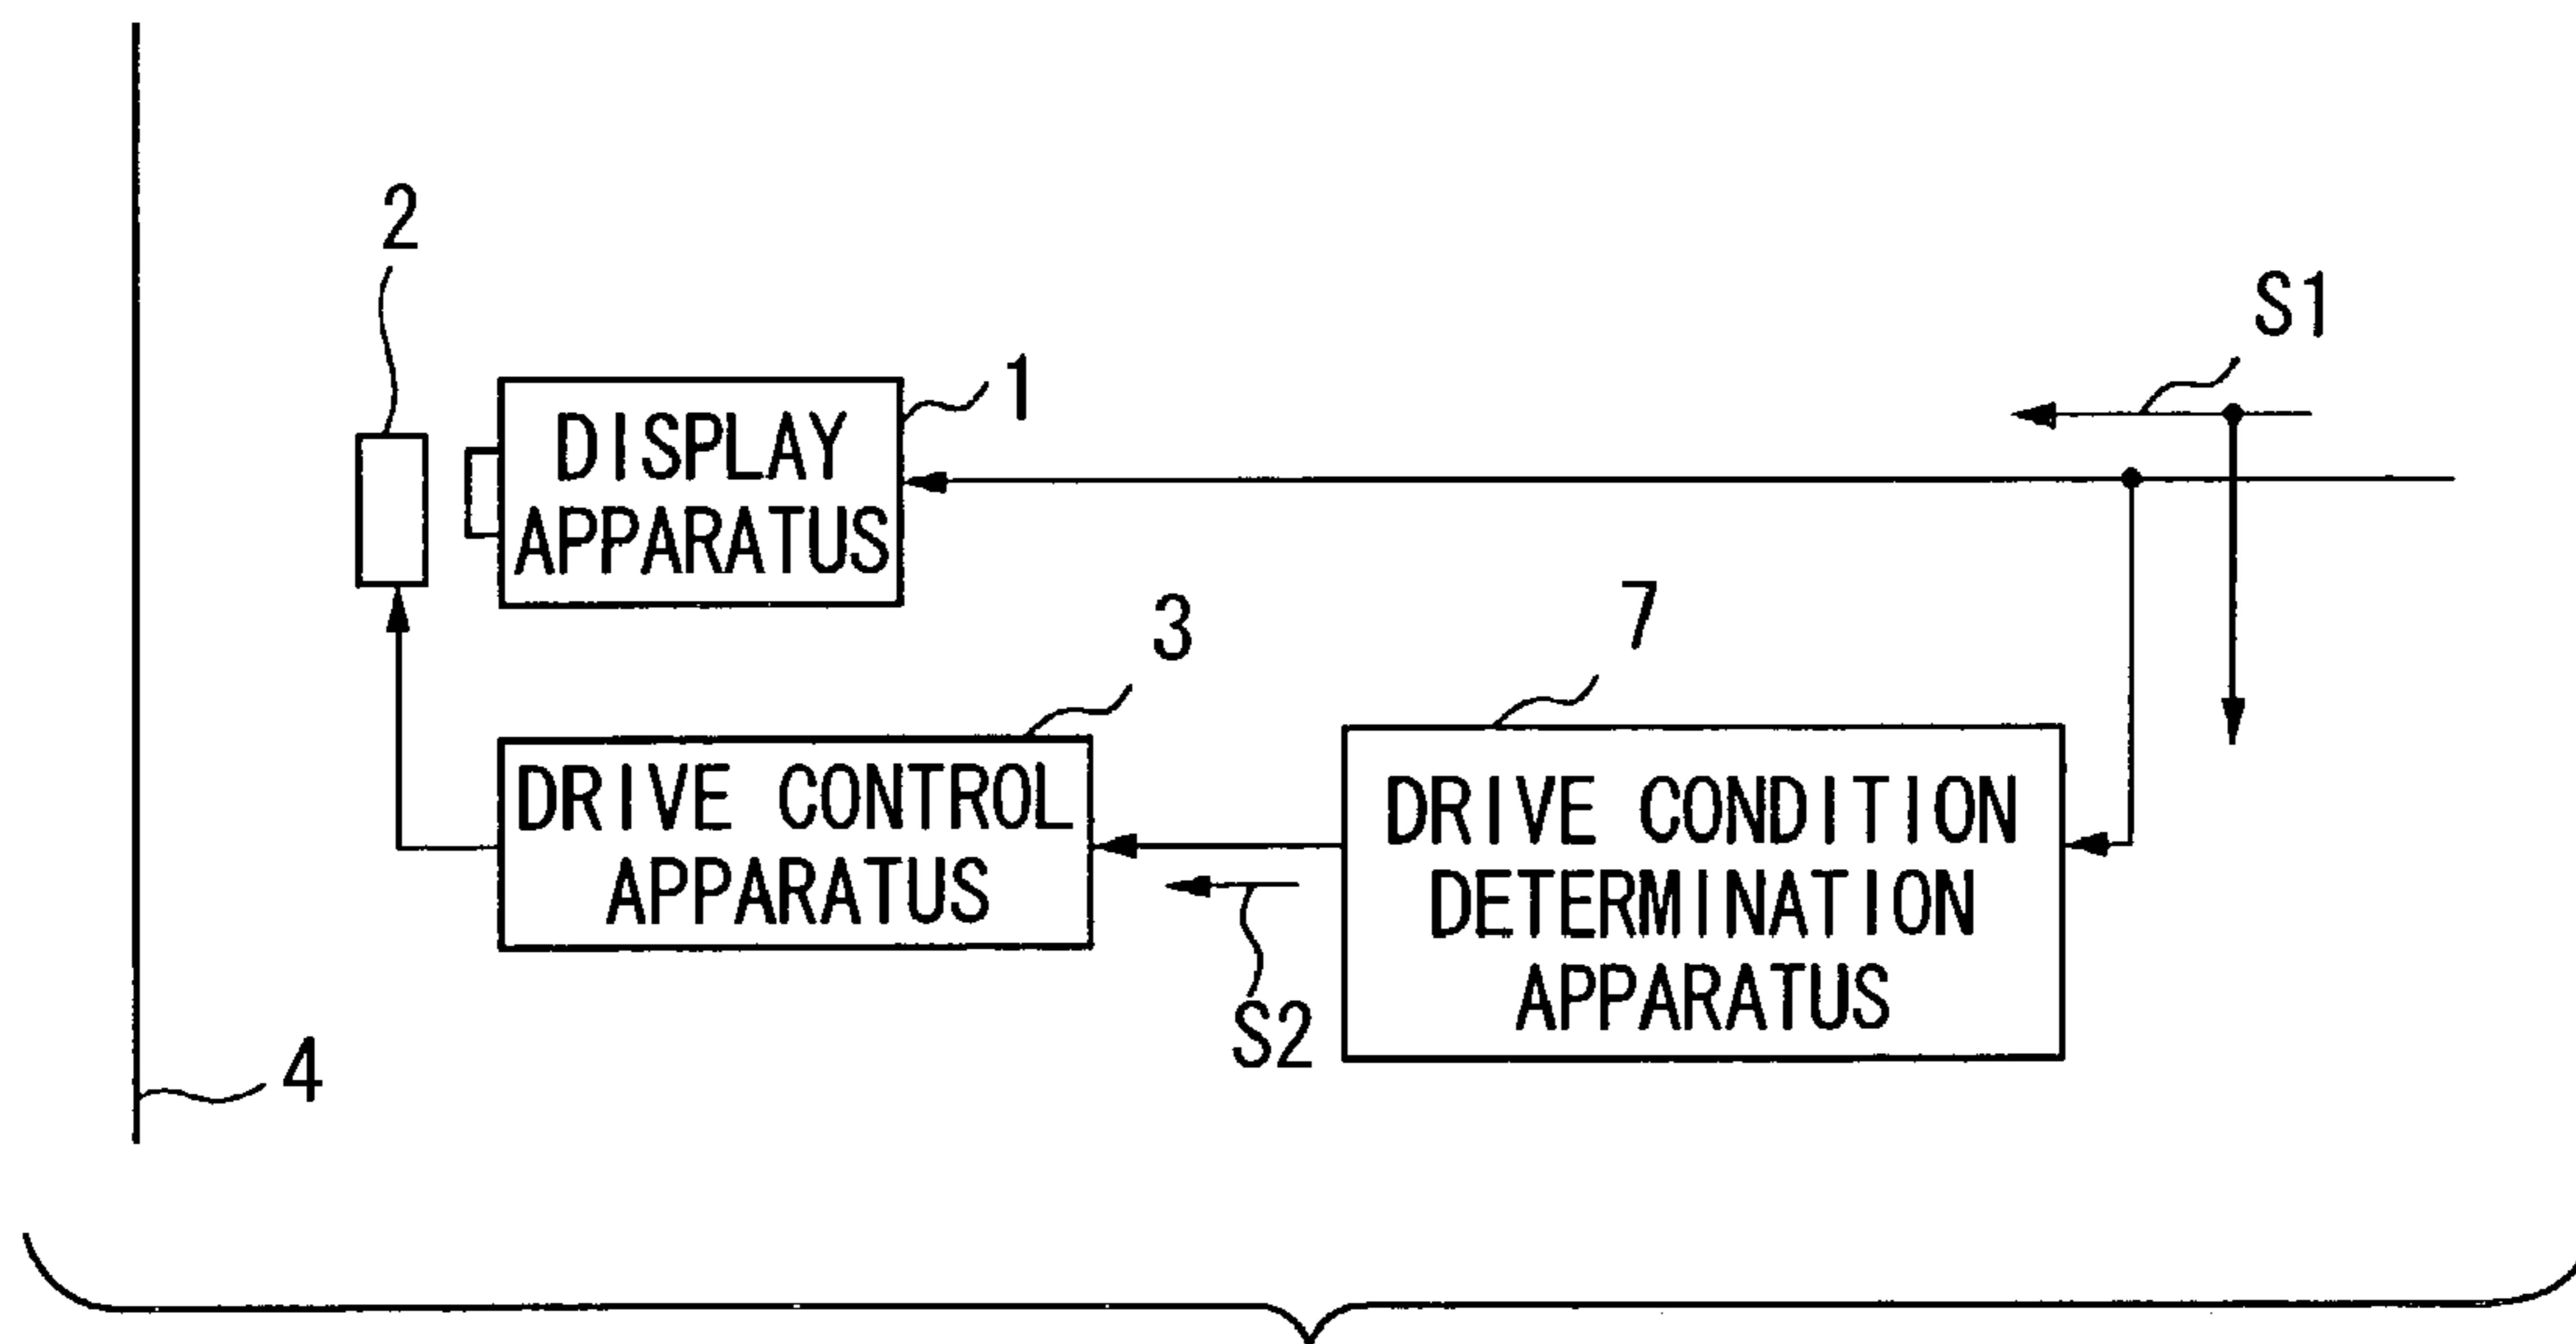 2
S1
1
DISPLAY
APPARATUS
3
7
DRIVE CONTROL
APPARATUS
DRIVE CONDITION
DETERMINATION
APPARATUS
S2
4